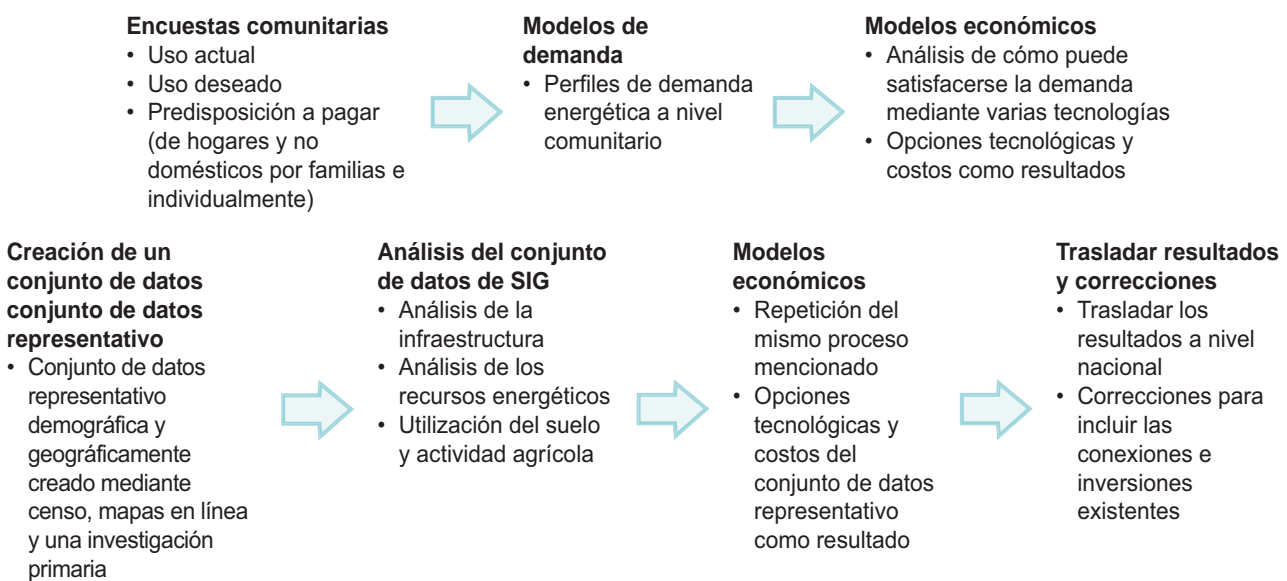 Encuestas comunitarias
• Uso actual
• Uso deseado
• Predisposición a pagar
(de hogares y no
domésticos por familias e
individualmente)
Modelos de
demanda
• Perfiles de demanda
energética a nivel
comunitario
Modelos económicos
• Análisis de cómo puede
satisfacerse la demanda
mediante varias tecnologías
• Opciones tecnológicas y
costos como resultados
Creación de un
conjunto de datos
conjunto de datos
representativo
• Conjunto de datos
representativo
demográfica y
geográficamente
creado mediante
censo, mapas en línea
y una investigación
primaria
Análisis del conjunto
de datos de SIG
• Análisis de la
infraestructura
• Análisis de los
recursos energéticos
• Utilización del suelo
y actividad agrícola
Modelos
económicos
• Repetición del
mismo proceso
mencionado
• Opciones
tecnológicas y
costos del
conjunto de datos
representativo
como resultado
Trasladar resultados
y correcciones
• Trasladar los
resultados a nivel
nacional
• Correcciones para
incluir las
conexiones e
inversiones
existentes